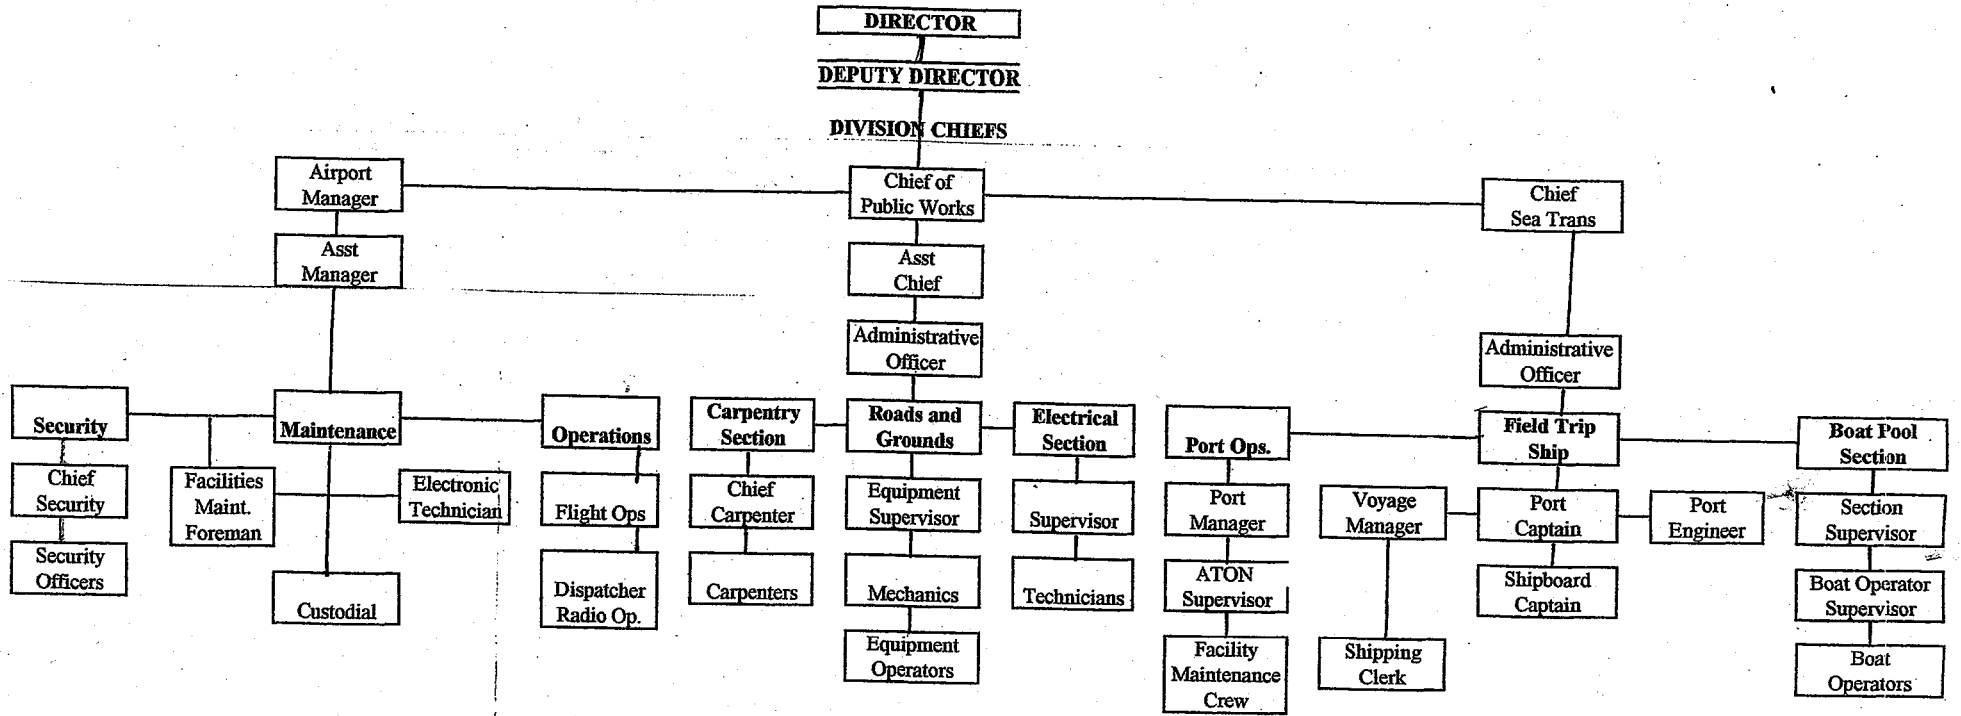 DIRECTOR
DEPUTY DIRECTOR
DIVISION CHIEFS
Airport
Manager
Chief of
Public Works
Chief
Sea Trans
Asst
Manager
Asst
Chief
Administrative
Officer
Administrative
Officer
Security
Maintenance
Operations
Carpentry
Section
Roads and
Grounds
Electrical
Section
Port Ops.
Field Trip
Ship
Boat Pool
Section
Chief
Security
Facilities
Maint.
Foreman
Electronic
Technician
Flight Ops
Chief
Carpenter
Equipment
Supervisor
Supervisor
Port
Manager
Voyage
Manager
Port
Captain
Port
Engineer
Section
Supervisor
Security
Officers
Custodial
Dispatcher
Radio Op.
Carpenters
Mechanics
Technicians
ATON
Supervisor
Shipboard
Captain
Boat Operator
Supervisor
Equipment
Operators
Facility
Maintenance
Crew
Shipping
Clerk
Boat
Operators